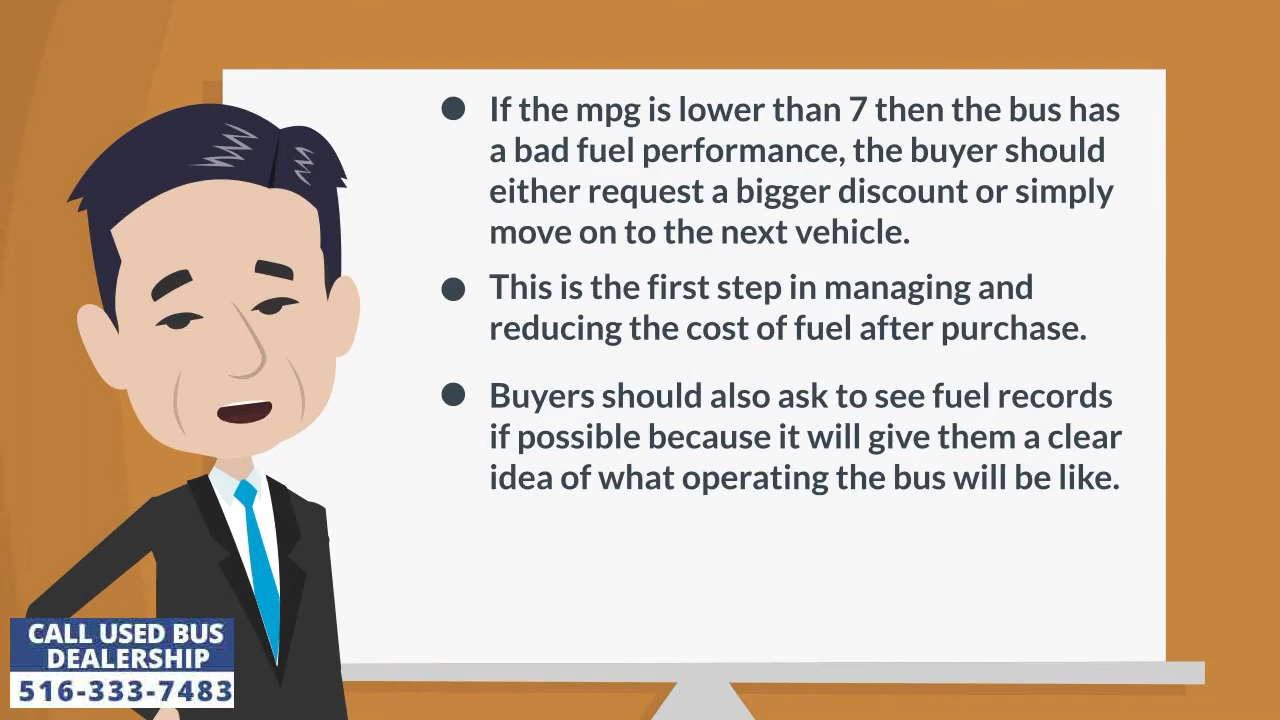 If the mpg is lower than 7 then the bus has
a bad fuel performance, the buyer should
either request a bigger discount or simply
move on to the next vehicle.
This is the first step in managing and
reducing the cost of fuel after purchase.
Buyers should also ask to see fuel records
if possible because it will give them a clear
idea of what operating the bus will be like.
CALL USED BUS
DEALERSHIP
516-333-7483